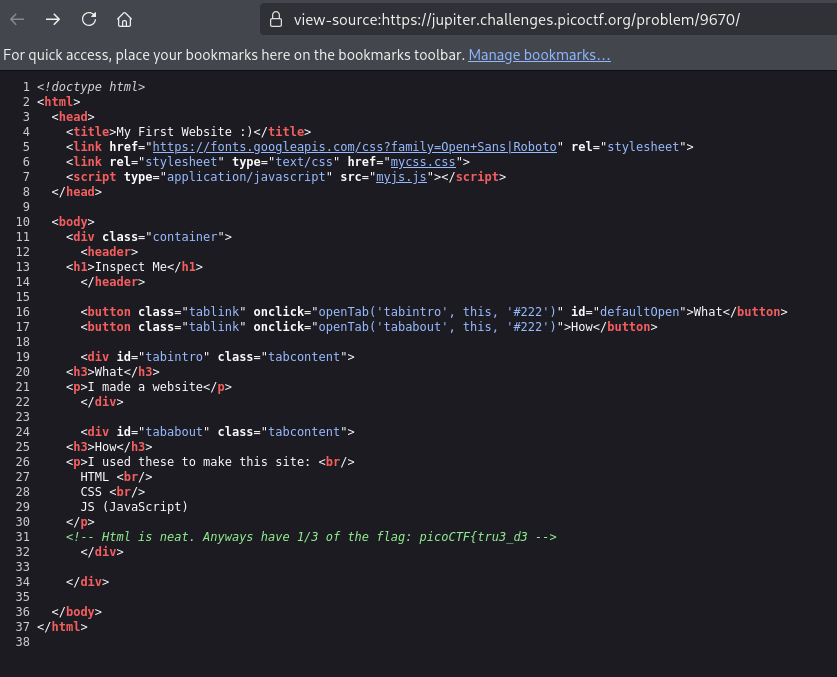 view-source:https://jupiter.challenges.picoctf.org/problem/9670/
For quick access, place your bookmarks here on the bookmarks toolbar. Manage bookmarks…
1 <!doctype html>
2 <html>
3   <head>
4     <title>My First Website :)</title>
5     <link href="https://fonts.googleapis.com/css?family=Open+Sans|Roboto" rel="stylesheet">
6     <link rel="stylesheet" type="text/css" href="mycss.css">
7     <script type="application/javascript" src="myjs.js"></script>
8   </head>
9
10   <body>
11     <div class="container">
12       <header>
13     <h1>Inspect Me</h1>
14       </header>
15
16       <button class="tablink" onclick="openTab('tabintro', this, '#222')" id="defaultOpen">What</button>
17       <button class="tablink" onclick="openTab('tababout', this, '#222')">How</button>
18
19       <div id="tabintro" class="tabcontent">
20     <h3>What</h3>
21     <p>I made a website</p>
22       </div>
23
24       <div id="tababout" class="tabcontent">
25     <h3>How</h3>
26     <p>I used these to make this site: <br/>
27       HTML <br/>
28       CSS <br/>
29       JS (JavaScript)
30     </p>
31     <!-- Html is neat. Anyways have 1/3 of the flag: picoCTF{tru3_d3 -->
32       </div>
33
34     </div>
35
36   </body>
37 </html>
38